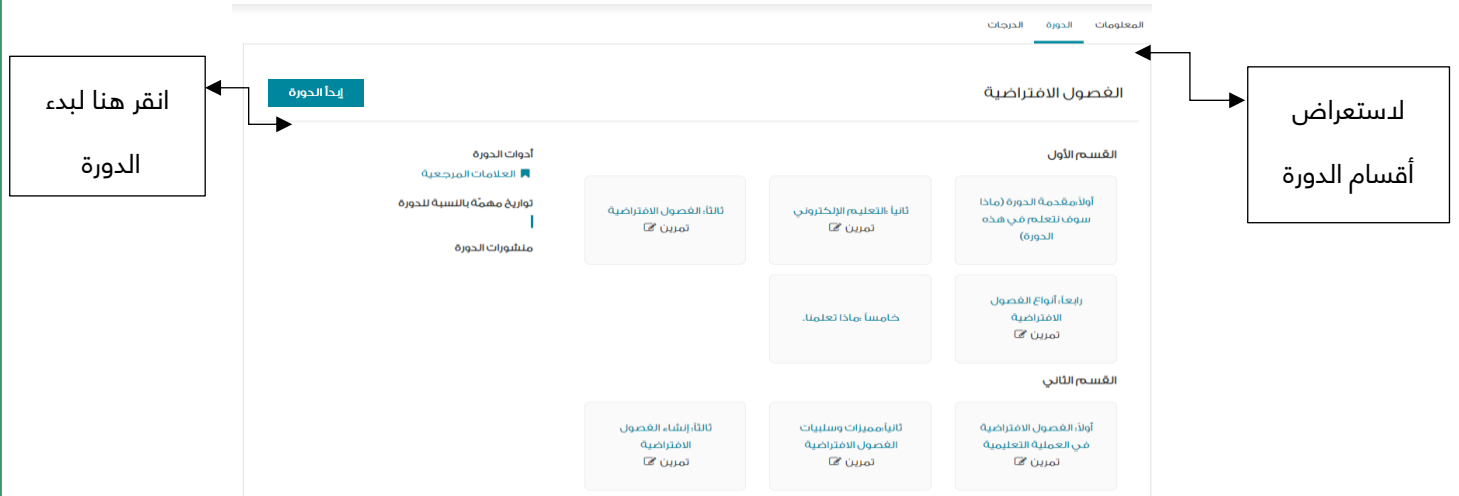 المعلومات الدورة الدرجات
لاستعراض
أقسام الدورة
الفصول الافتراضية
إبدأ الدورة
انقر هنا لبدء
الدورة
القسم الأول
أولاً:مقدمة الدورة (ماذا
سوف نتعلم في هذه
الدورة)
ثانياً :التعليم الإلكتروني
تمرين
ثالثاً: الفصول الافتراضية
تمرين
رابعاً: أنواع الفصول
الافتراضية
تمرين
خامساً :ماذا تعلمنا.
القسم الثاني
أولاً: الفصول الافتراضية
في العملية التعليمية
تمرين
ثانياً:مميزات وسلبيات
الفصول الافتراضية
تمرين
ثالثاً: إنشاء الفصول
الافتراضية
تمرين
أدوات الدورة
العلامات المرجعية
تواريخ مهمّة بالنسبة للدورة
منشورات الدورة